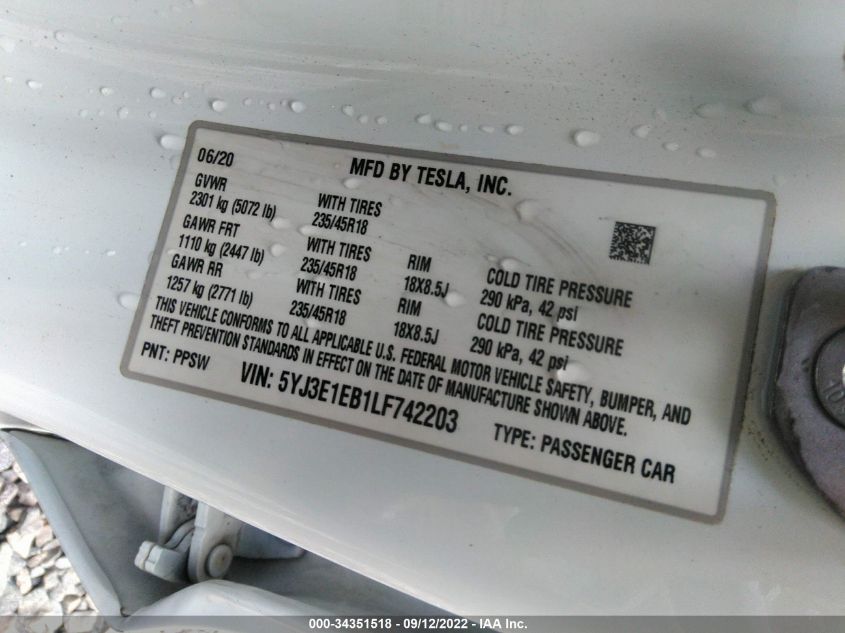 06/20
MFD BY TESLA, INC.
GVWR
2301 kg (5072 lb)
WITH TIRES
235/45R18
GAWR FRT
1110 kg (2447 lb)
WITH TIRES
235/45R18
RIM
18X8.5J
COLD TIRE PRESSURE
290 kPa, 42 psi
GAWR RR
1257 kg (2771 lb)
WITH TIRES
235/45R18
RIM
18X8.5J
COLD TIRE PRESSURE
290 kPa, 42 psi
THIS VEHICLE CONFORMS TO ALL APPLICABLE U.S. FEDERAL MOTOR VEHICLE SAFETY, BUMPER, AND
THEFT PREVENTION STANDARDS IN EFFECT ON THE DATE OF MANUFACTURE SHOWN ABOVE.
PNT: PPSW
VIN: 5YJ3E1EB1LF742203
TYPE: PASSENGER CAR
000-34351518 - 09/12/2022 - © IAA Inc.